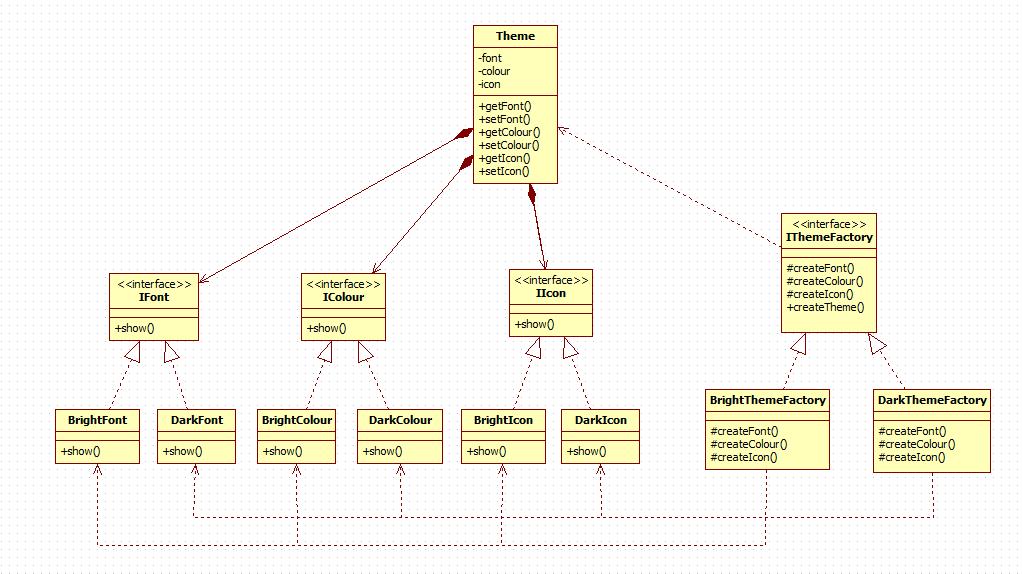 Theme
-font
-colour
-icon
+getFont()
+setFont()
+getColour()
+setColour()
+getIcon()
+setIcon()
<<interface>>
IThemeFactory
#createFont()
#createColour()
#createIcon()
+createTheme()
<<interface>>
IFont
+show()
<<interface>>
IColour
+show()
<<interface>>
IIcon
+show()
BrightFont
+show()
DarkFont
+show()
BrightColour
+show()
DarkColour
+show()
BrightIcon
+show()
DarkIcon
+show()
BrightThemeFactory
#createFont()
#createColour()
#createIcon()
DarkThemeFactory
#createFont()
#createColour()
#createIcon()